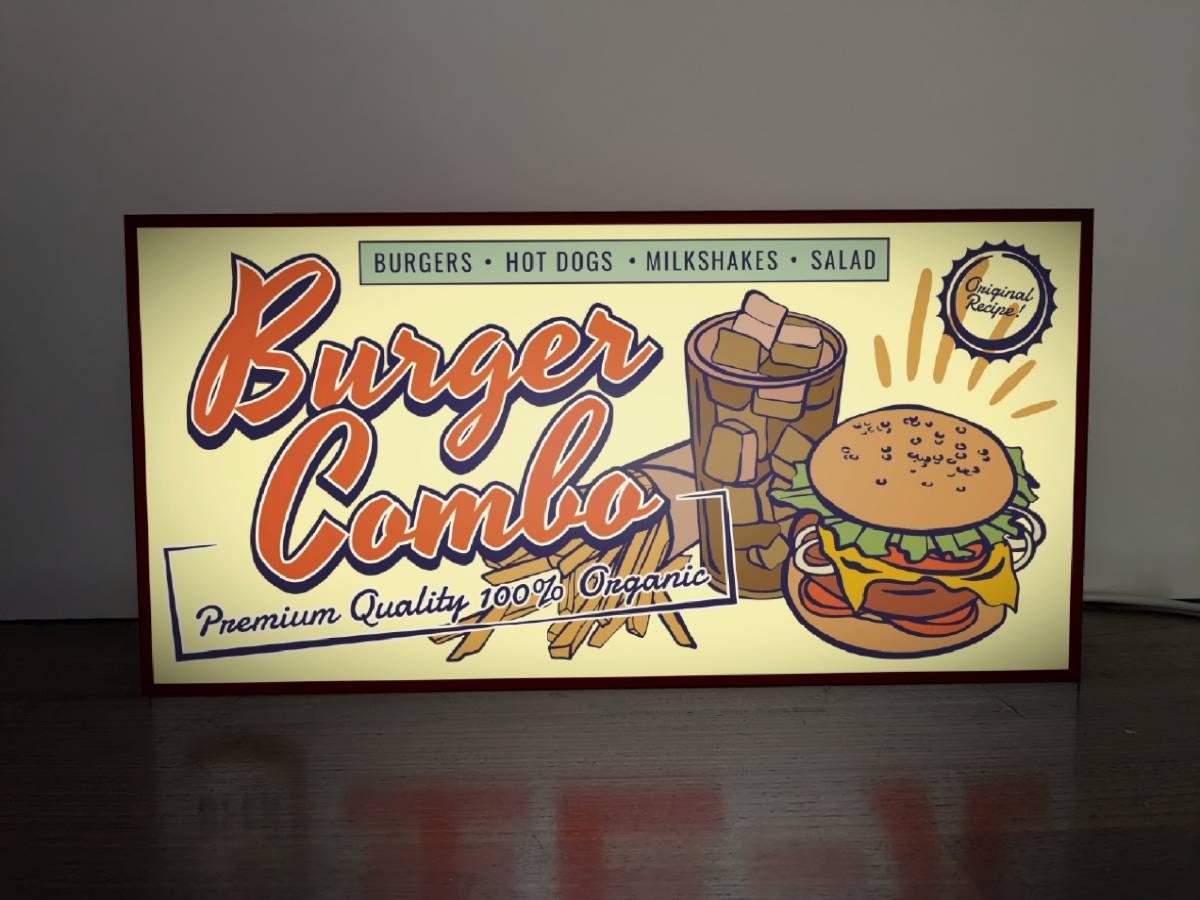 BURGERS • HOT DOGS • MILKSHAKES • SALAD
Original
Recipe!
Burger
Combo
Premium Quality 100% Organic